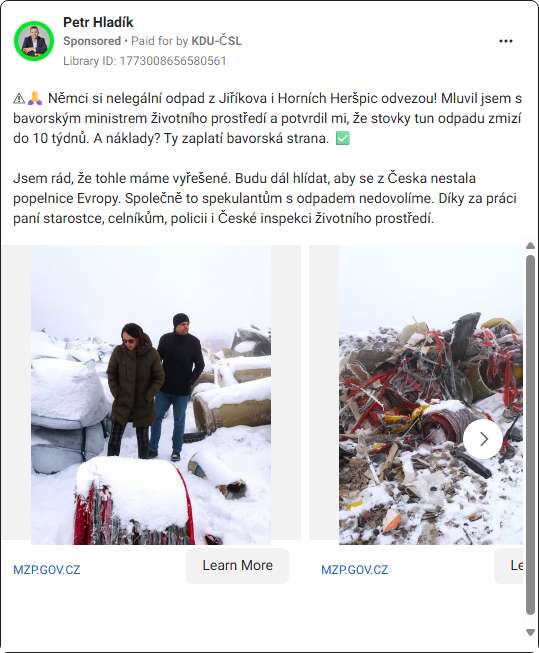 Petr Hladík
Sponsored • Paid for by KDU-ČSL
Library ID: 1773008656580561
⚠️🙏 Němci si nelegální odpad z Jiříkova i Horních Heršpic odvezou! Mluvil jsem s
bavorským ministrem životního prostředí a potvrdil mi, že stovky tun odpadu zmizí
do 10 týdnů. A náklady? Ty zaplatí bavorská strana. ✅
Jsem rád, že tohle máme vyřešené. Budu dál hlídat, aby se z Česka nestala
popelnice Evropy. Společně to spekulantům s odpadem nedovolíme. Díky za práci
paní starostce, celníkům, policii i České inspekci životního prostředí.
MZP.GOV.CZ
Learn More
MZP.GOV.CZ
Le